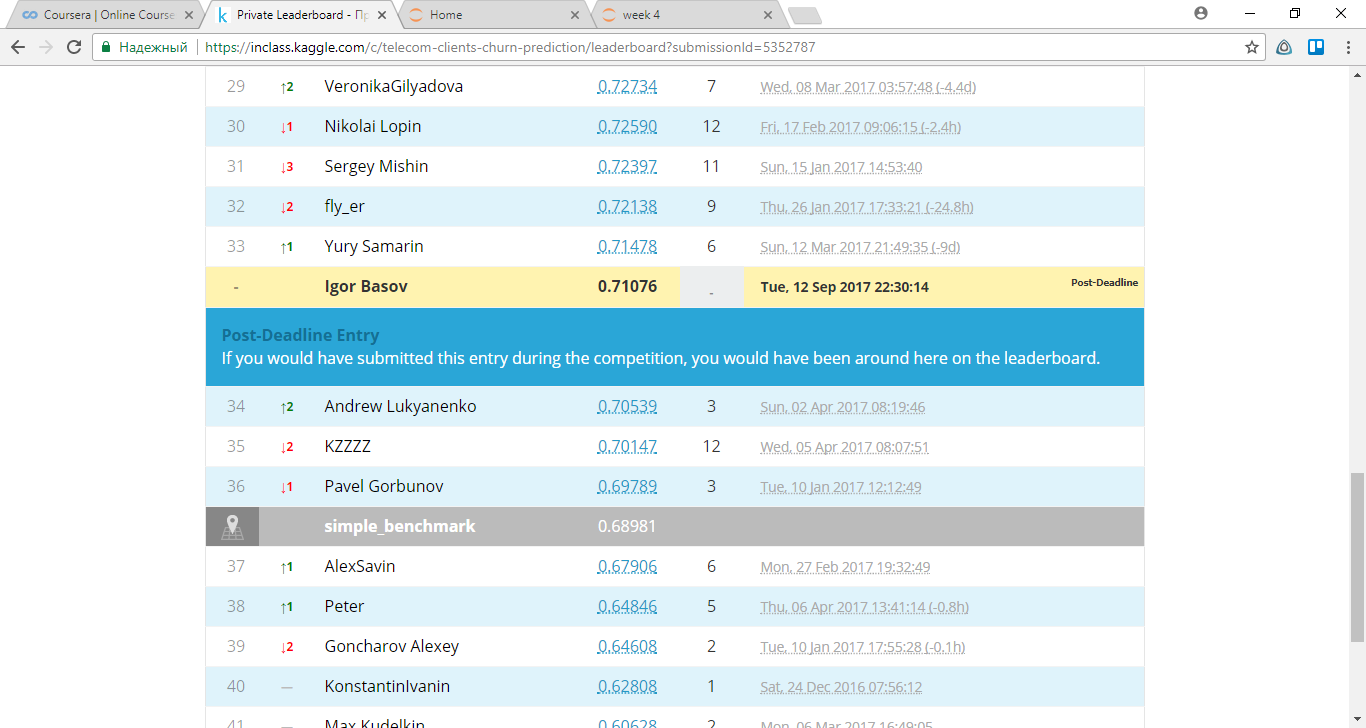 Coursera | Online Course
Private Leaderboard - Пр
Home
week 4
Надежный
https://inclass.kaggle.com/c/telecom-clients-churn-prediction/leaderboard?submissionId=5352787
29 ↑2 VeronikaGilyadova 0.72734 7 Wed, 08 Mar 2017 03:57:48 (-4.4d)
30 ↓1 Nikolai Lopin 0.72590 12 Fri, 17 Feb 2017 09:06:15 (-2.4h)
31 ↓3 Sergey Mishin 0.72397 11 Sun, 15 Jan 2017 14:53:40
32 ↓2 fly_er 0.72138 9 Thu, 26 Jan 2017 17:33:21 (-24.8h)
33 ↑1 Yury Samarin 0.71478 6 Sun, 12 Mar 2017 21:49:35 (-9d)
- Igor Basov 0.71076 - Tue, 12 Sep 2017 22:30:14 Post-Deadline
Post-Deadline Entry
If you would have submitted this entry during the competition, you would have been around here on the leaderboard.
34 ↑2 Andrew Lukyanenko 0.70539 3 Sun, 02 Apr 2017 08:19:46
35 ↓2 KZZZZ 0.70147 12 Wed, 05 Apr 2017 08:07:51
36 ↓1 Pavel Gorbunov 0.69789 3 Tue, 10 Jan 2017 12:12:49
simple_benchmark 0.68981
37 ↑1 AlexSavin 0.67906 6 Mon, 27 Feb 2017 19:32:49
38 ↑1 Peter 0.64846 5 Thu, 06 Apr 2017 13:41:14 (-0.8h)
39 ↓2 Goncharov Alexey 0.64608 2 Tue, 10 Jan 2017 17:55:28 (-0.1h)
40 — KonstantinIvanin 0.62808 1 Sat, 24 Dec 2016 07:56:12
41 — Max Kudelkin 0.60628 2 Mon, 06 Mar 2017 16:49:05